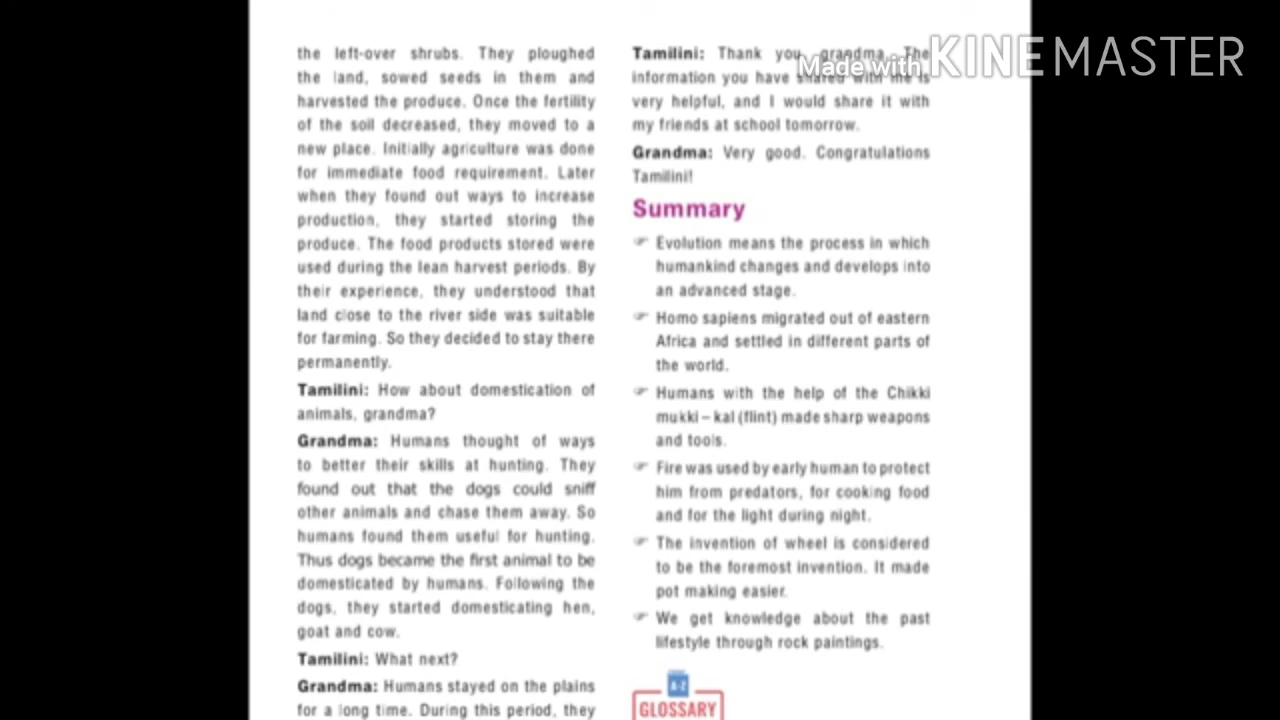 the left-over shrubs. They ploughed
the land, sowed seeds in them and
harvested the produce. Once the fertility
of the soil decreased, they moved to a
new place. Initially agriculture was done
for immediate food requirement. Later
when they found out ways to increase
production, they started storing the
produce. The food products stored were
used during the lean harvest periods. By
their experience, they understood that
land close to the river side was suitable
for farming. So they decided to stay there
permanently.
Tamilini: How about domestication of
animals, grandma?
Grandma: Humans thought of ways
to better their skills at hunting. They
found out that the dogs could sniff
other animals and chase them away. So
humans found them useful for hunting.
Thus dogs became the first animal to be
domesticated by humans. Following the
dogs, they started domesticating hen,
goat and cow.
Tamilini: What next?
Grandma: Humans stayed on the plains
for a long time. During this period, they
Tamilini: Thank you, grandma. The
information you have shared with me is
very helpful, and I would share it with
my friends at school tomorrow.
Grandma: Very good. Congratulations
Tamilini!
Summary
☞ Evolution means the process in which
humankind changes and develops into
an advanced stage.
☞ Homo sapiens migrated out of eastern
Africa and settled in different parts of
the world.
☞ Humans with the help of the Chikki
mukki – kal (flint) made sharp weapons
and tools.
☞ Fire was used by early human to protect
him from predators, for cooking food
and for the light during night.
☞ The invention of wheel is considered
to be the foremost invention. It made
pot making easier.
☞ We get knowledge about the past
lifestyle through rock paintings.
A-Z
GLOSSARY
Made with KINEMASTER